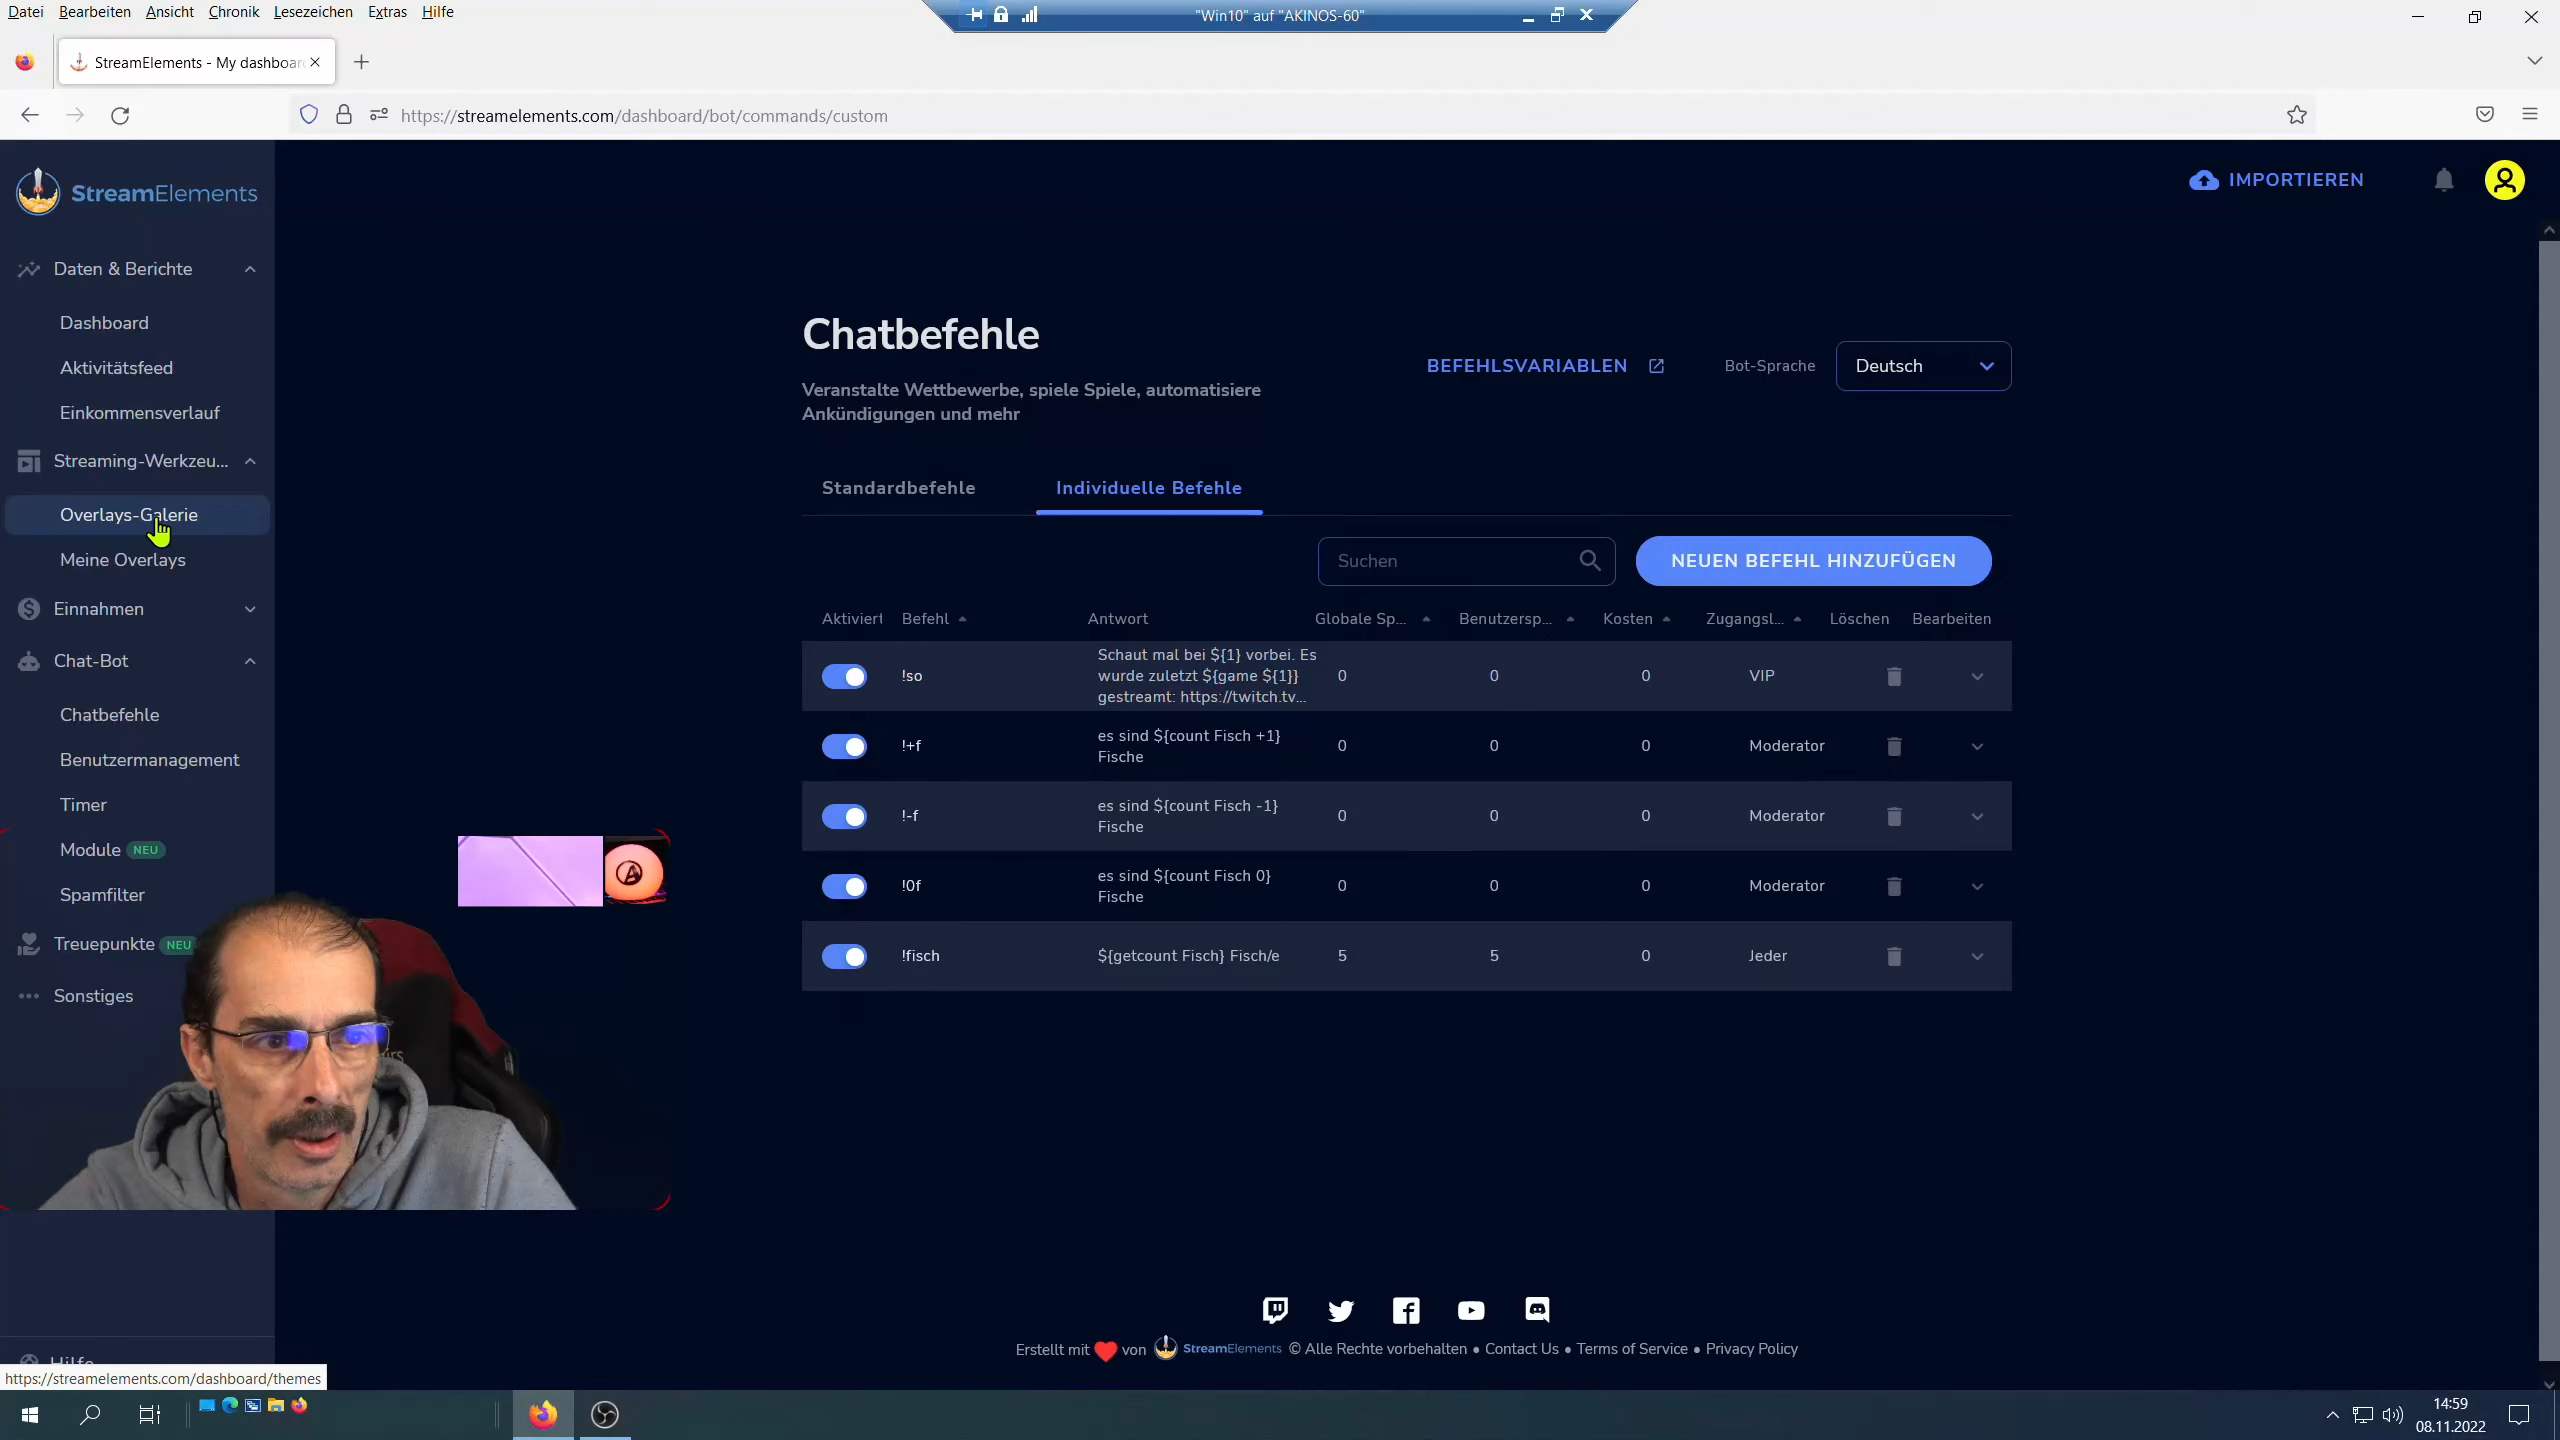 Datei Bearbeiten Ansicht Chronik Lesezeichen Extras Hilfe
"Win10" auf "AKINOS-60"
StreamElements - My dashboar
https://streamelements.com/dashboard/bot/commands/custom
StreamElements
IMPORTIEREN
Daten & Berichte
Dashboard
Aktivitätsfeed
Einkommensverlauf
Streaming-Werkzeu...
Overlays-Galerie
Meine Overlays
Einnahmen
Chat-Bot
Chatbefehle
Benutzermanagement
Timer
Module NEU
Spamfilter
Treuepunkte NEU
Sonstiges
Hilfe
https://streamelements.com/dashboard/themes
Chatbefehle
Veranstalte Wettbewerbe, spiele Spiele, automatisiere
Ankündigungen und mehr
BEFEHLSVARIABLEN
Bot-Sprache
Deutsch
Standardbefehle
Individuelle Befehle
Suchen
NEUEN BEFEHL HINZUFÜGEN
Aktiviert Befehl Antwort Globale Sp... Benutzersp... Kosten Zugangsl... Löschen Bearbeiten
!so
Schaut mal bei ${1} vorbei. Es
wurde zuletzt ${game ${1}}
gestreamt: https://twitch.tv...
0 0 0 VIP
!+f
es sind ${count Fisch +1}
Fische
0 0 0 Moderator
!-f
es sind ${count Fisch -1}
Fische
0 0 0 Moderator
!0f
es sind ${count Fisch 0}
Fische
0 0 0 Moderator
!fisch
${getcount Fisch} Fisch/e
5 5 0 Jeder
Erstellt mit von StreamElements © Alle Rechte vorbehalten • Contact Us • Terms of Service • Privacy Policy
14:59
08.11.2022